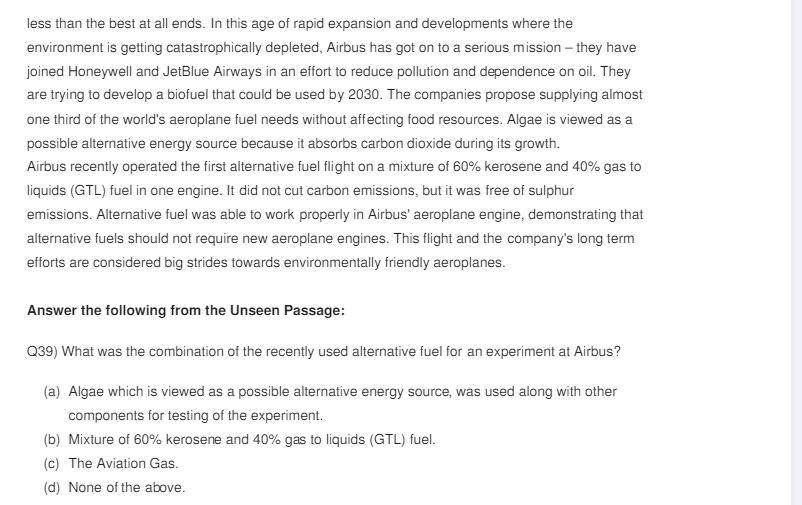 less than the best at all ends. In this age of rapid expansion and developments where the
environment is getting catastrophically depleted, Airbus has got on to a serious mission – they have
joined Honeywell and JetBlue Airways in an effort to reduce pollution and dependence on oil. They
are trying to develop a biofuel that could be used by 2030. The companies propose supplying almost
one third of the world's aeroplane fuel needs without affecting food resources. Algae is viewed as a
possible alternative energy source because it absorbs carbon dioxide during its growth.
Airbus recently operated the first alternative fuel flight on a mixture of 60% kerosene and 40% gas to
liquids (GTL) fuel in one engine. It did not cut carbon emissions, but it was free of sulphur
emissions. Alternative fuel was able to work properly in Airbus' aeroplane engine, demonstrating that
alternative fuels should not require new aeroplane engines. This flight and the company's long term
efforts are considered big strides towards environmentally friendly aeroplanes.
Answer the following from the Unseen Passage:
Q39) What was the combination of the recently used alternative fuel for an experiment at Airbus?
(a) Algae which is viewed as a possible alternative energy source, was used along with other
components for testing of the experiment.
(b) Mixture of 60% kerosene and 40% gas to liquids (GTL) fuel.
(c) The Aviation Gas.
(d) None of the above.